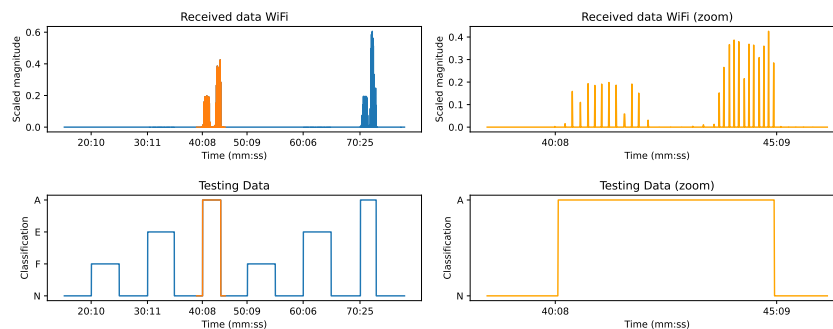 Received data WiFi
Scaled magnitude
0.6
0.4
0.2
0.0
20:10 30:11 40:08 50:09 60:06 70:25
Time (mm:ss)
Received data WiFi (zoom)
Scaled magnitude
0.4
0.3
0.2
0.1
0.0
40:08 45:09
Time (mm:ss)
Testing Data
Classification
A
E
F
N
20:10 30:11 40:08 50:09 60:06 70:25
Time (mm:ss)
Testing Data (zoom)
Classification
A
N
40:08 45:09
Time (mm:ss)